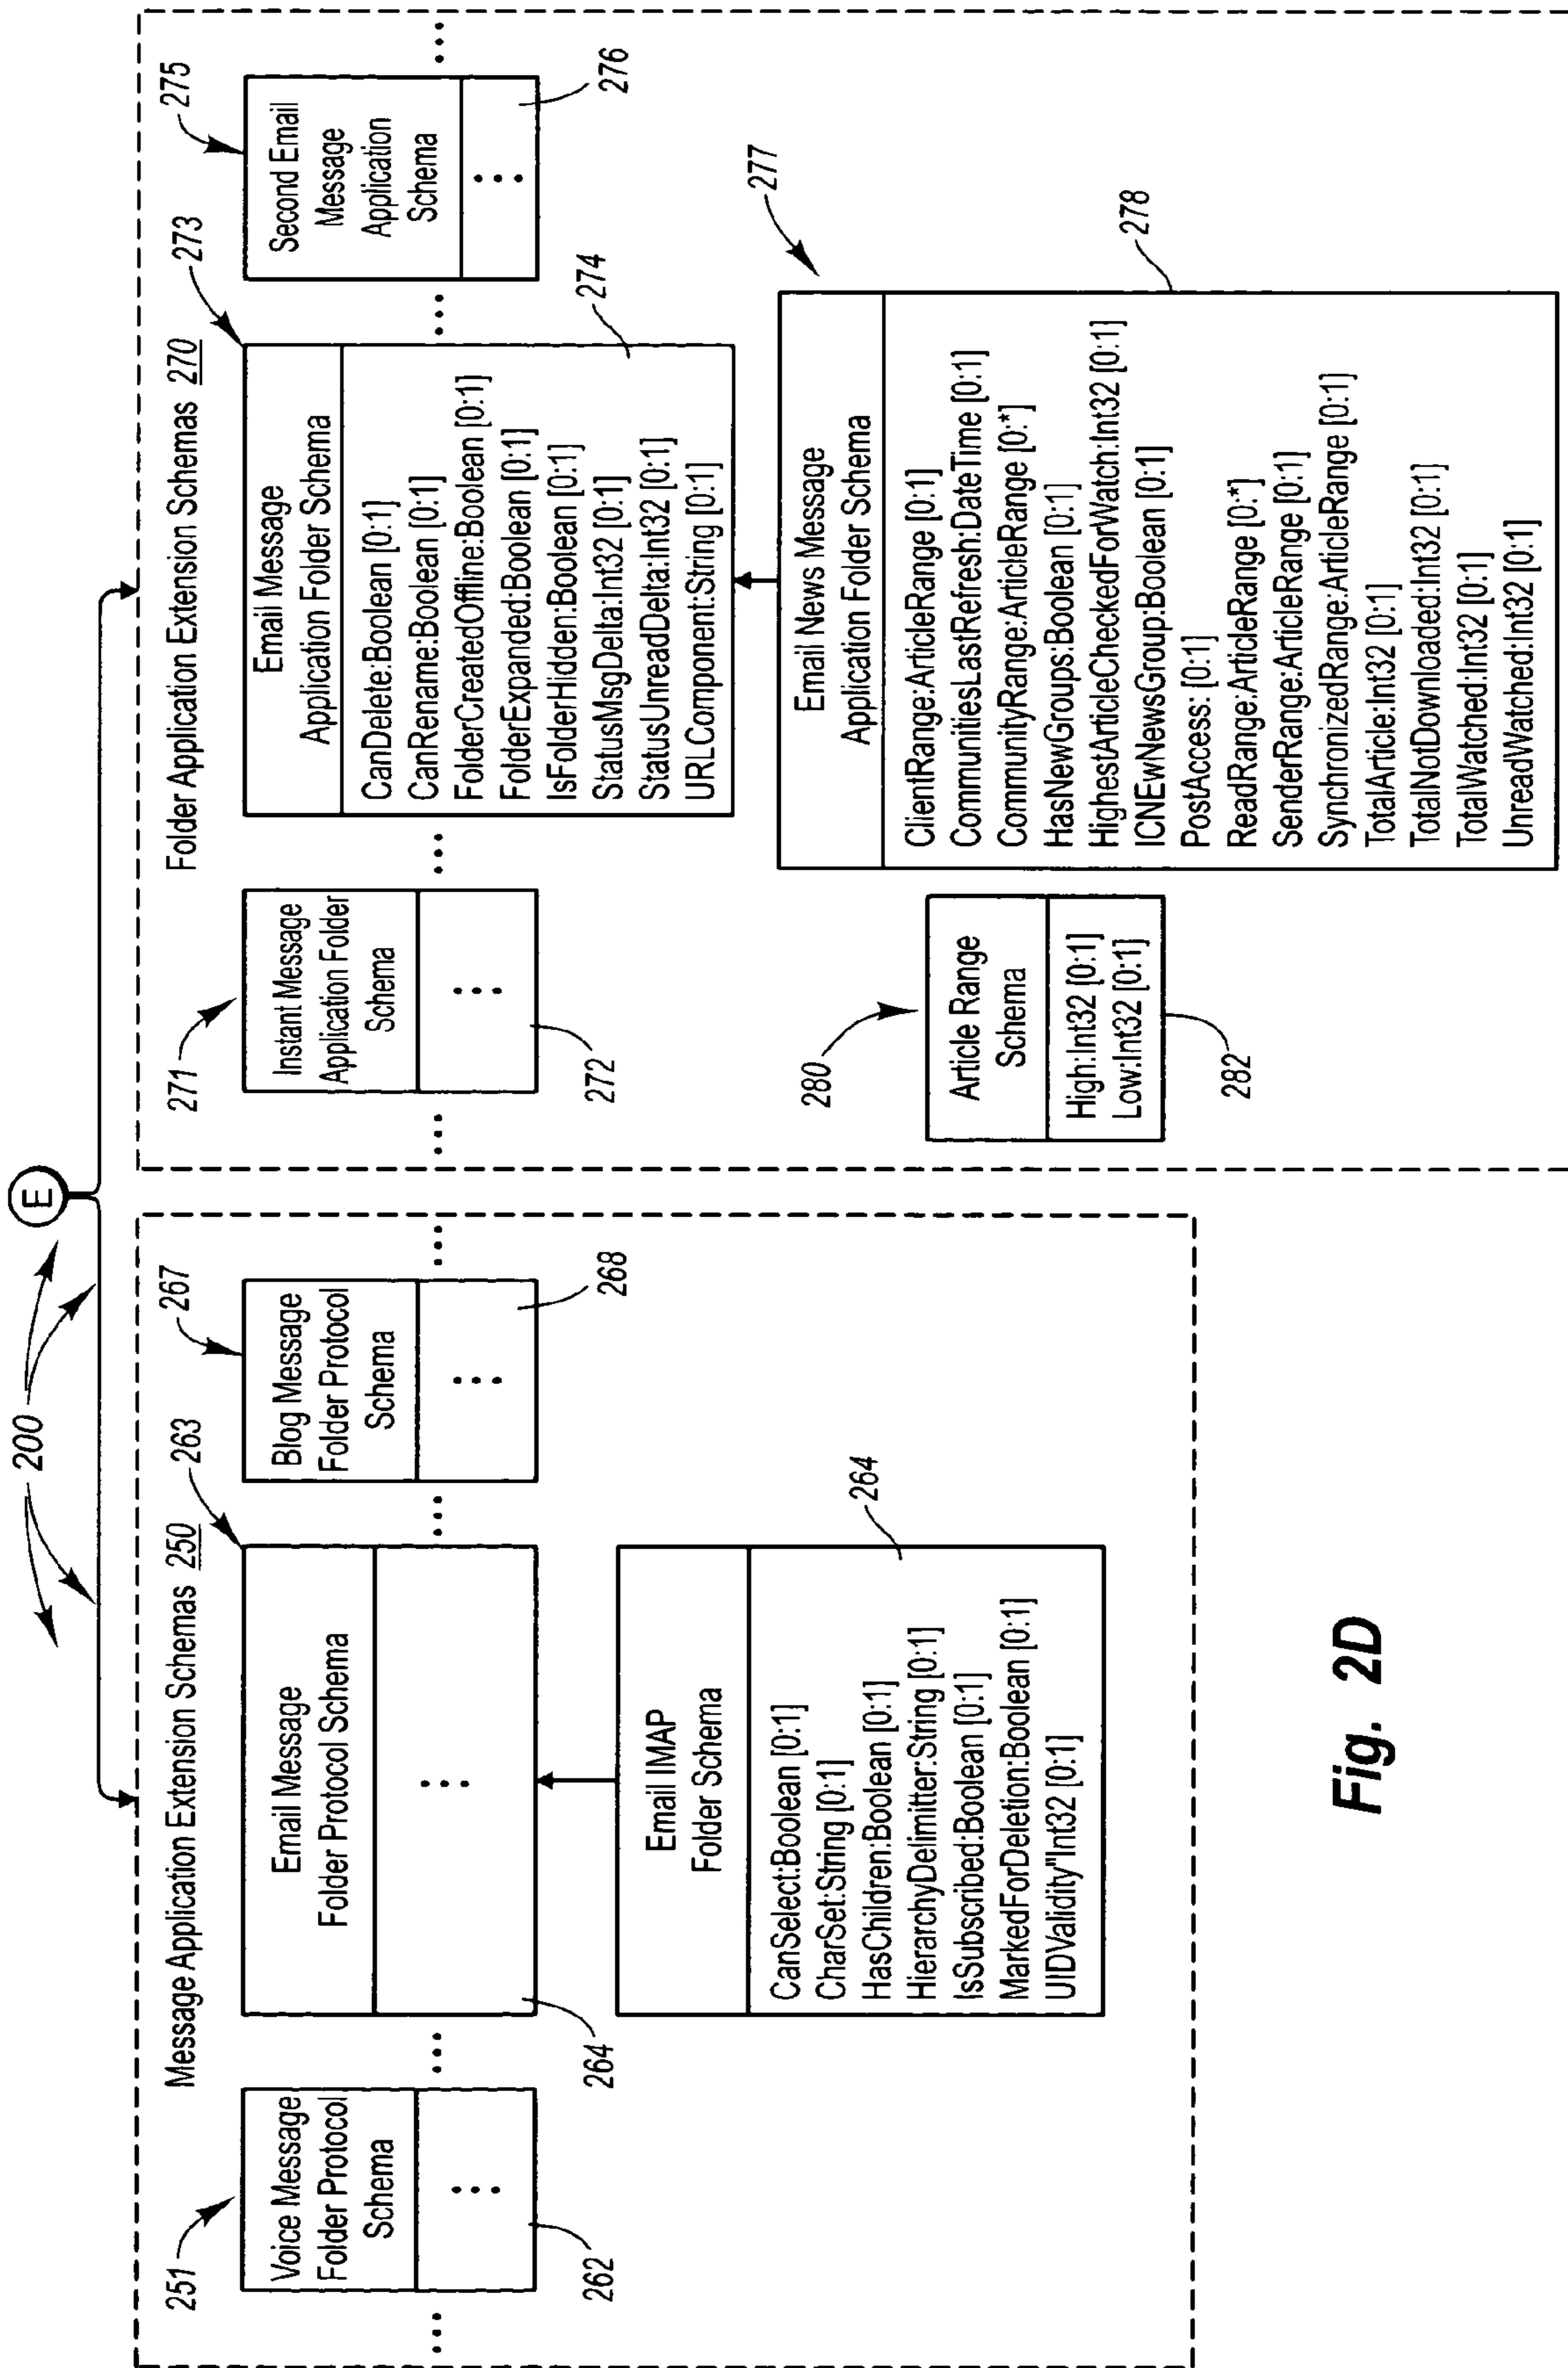 E
200
Message Application Extension Schemas 250
251
Voice Message
Folder Protocol
Schema
262
263
Email Message
Folder Protocol Schema
264
267
Blog Message
Folder Protocol
Schema
268
Email IMAP
Folder Schema
CanSelect:Boolean [0:1]
CharSet:String [0:1]
HasChildren:Boolean [0:1]
HierarchyDelimitter:String [0:1]
IsSubscribed:Boolean [0:1]
MarkedForDeletion:Boolean [0:1]
UIDValidity"Int32 [0:1]
264
Folder Application Extension Schemas 270
271
Instant Message
Application Folder
Schema
272
273
Email Message
Application Folder Schema
CanDelete:Boolean [0:1]
CanRename:Boolean [0:1]
FolderCreatedOffline:Boolean [0:1]
FolderExpanded:Boolean [0:1]
IsFolderHidden:Boolean [0:1]
StatusMsgDelta:Int32 [0:1]
StatusUnreadDelta:Int32 [0:1]
URLComponent:String [0:1]
274
275
Second Email
Message
Application
Schema
276
277
Email News Message
Application Folder Schema
ClientRange:ArticleRange [0:1]
CommunitiesLastRefresh:DateTime [0:1]
CommunityRange:ArticleRange [0:*]
HasNewGroups:Boolean [0:1]
HighestArticleCheckedForWatch:Int32 [0:1]
ICNEwNewsGroup:Boolean [0:1]
PostAccess: [0:1]
ReadRange:ArticleRange [0:*]
SenderRange:ArticleRange [0:1]
SynchronizedRange:ArticleRange [0:1]
TotalArticle:Int32 [0:1]
TotalNotDownloaded:Int32 [0:1]
TotalWatched:Int32 [0:1]
UnreadWatched:Int32 [0:1]
278
280
Article Range
Schema
High:Int32 [0:1]
Low:Int32 [0:1]
282
Fig. 2D